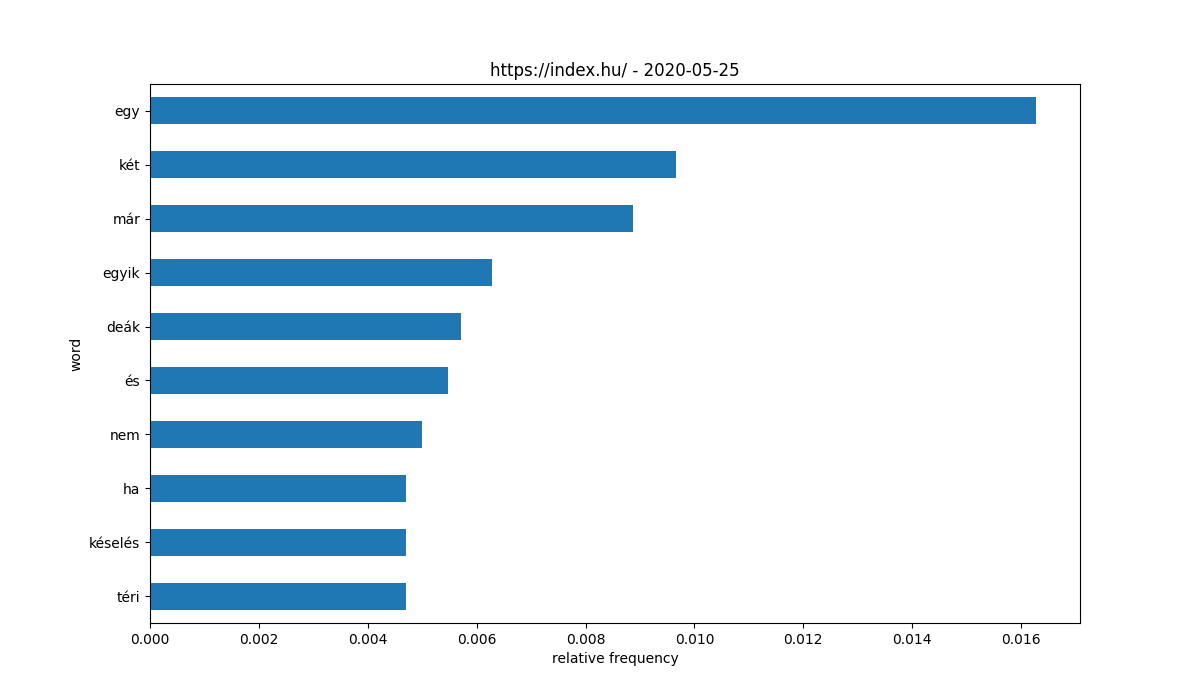 https://index.hu/ - 2020-05-25
egy
két
már
egyik
deák
és
nem
ha
késelés
téri
word
0.000 0.002 0.004 0.006 0.008 0.010 0.012 0.014 0.016
relative frequency